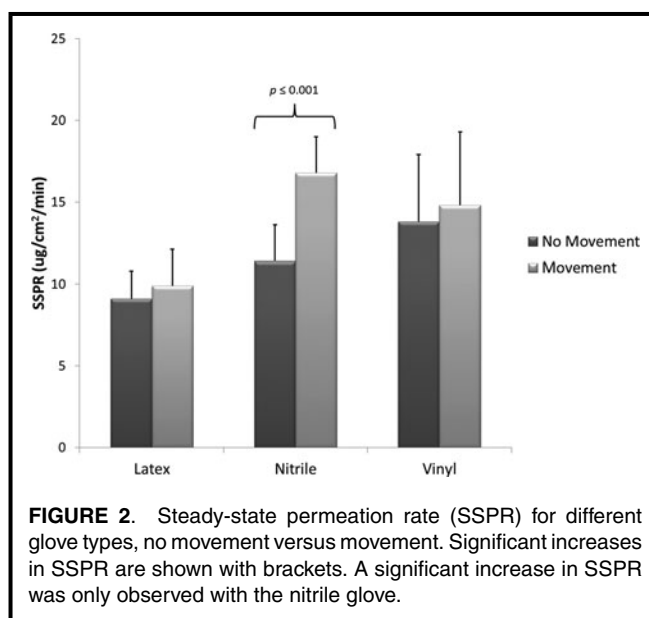 25
p ≤ 0.001
20
15
10
5
0
SSPR (ug/cm²/min)
No Movement
Movement
Latex Nitrile Vinyl
FIGURE 2. Steady-state permeation rate (SSPR) for different
glove types, no movement versus movement. Significant increases
in SSPR are shown with brackets. A significant increase in SSPR
was only observed with the nitrile glove.